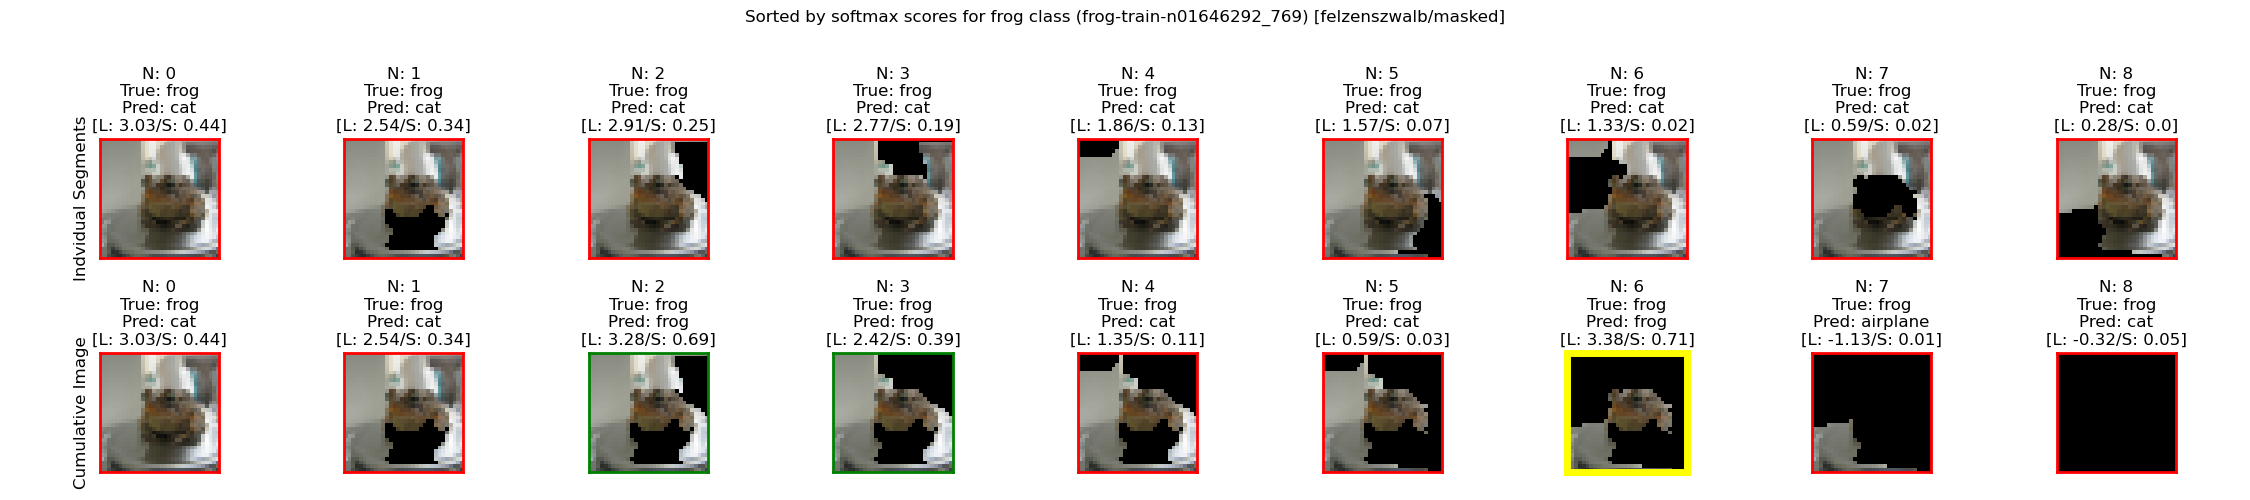 Sorted by softmax scores for frog class (frog-train-n01646292_769) [felzenszwalb/masked]
Indvidual Segments
N: 0
True: frog
Pred: cat
[L: 3.03/S: 0.44]
N: 1
True: frog
Pred: cat
[L: 2.54/S: 0.34]
N: 2
True: frog
Pred: cat
[L: 2.91/S: 0.25]
N: 3
True: frog
Pred: cat
[L: 2.77/S: 0.19]
N: 4
True: frog
Pred: cat
[L: 1.86/S: 0.13]
N: 5
True: frog
Pred: cat
[L: 1.57/S: 0.07]
N: 6
True: frog
Pred: cat
[L: 1.33/S: 0.02]
N: 7
True: frog
Pred: cat
[L: 0.59/S: 0.02]
N: 8
True: frog
Pred: cat
[L: 0.28/S: 0.0]
Cumulative Image
N: 0
True: frog
Pred: cat
[L: 3.03/S: 0.44]
N: 1
True: frog
Pred: cat
[L: 2.54/S: 0.34]
N: 2
True: frog
Pred: frog
[L: 3.28/S: 0.69]
N: 3
True: frog
Pred: frog
[L: 2.42/S: 0.39]
N: 4
True: frog
Pred: cat
[L: 1.35/S: 0.11]
N: 5
True: frog
Pred: cat
[L: 0.59/S: 0.03]
N: 6
True: frog
Pred: frog
[L: 3.38/S: 0.71]
N: 7
True: frog
Pred: airplane
[L: -1.13/S: 0.01]
N: 8
True: frog
Pred: cat
[L: -0.32/S: 0.05]